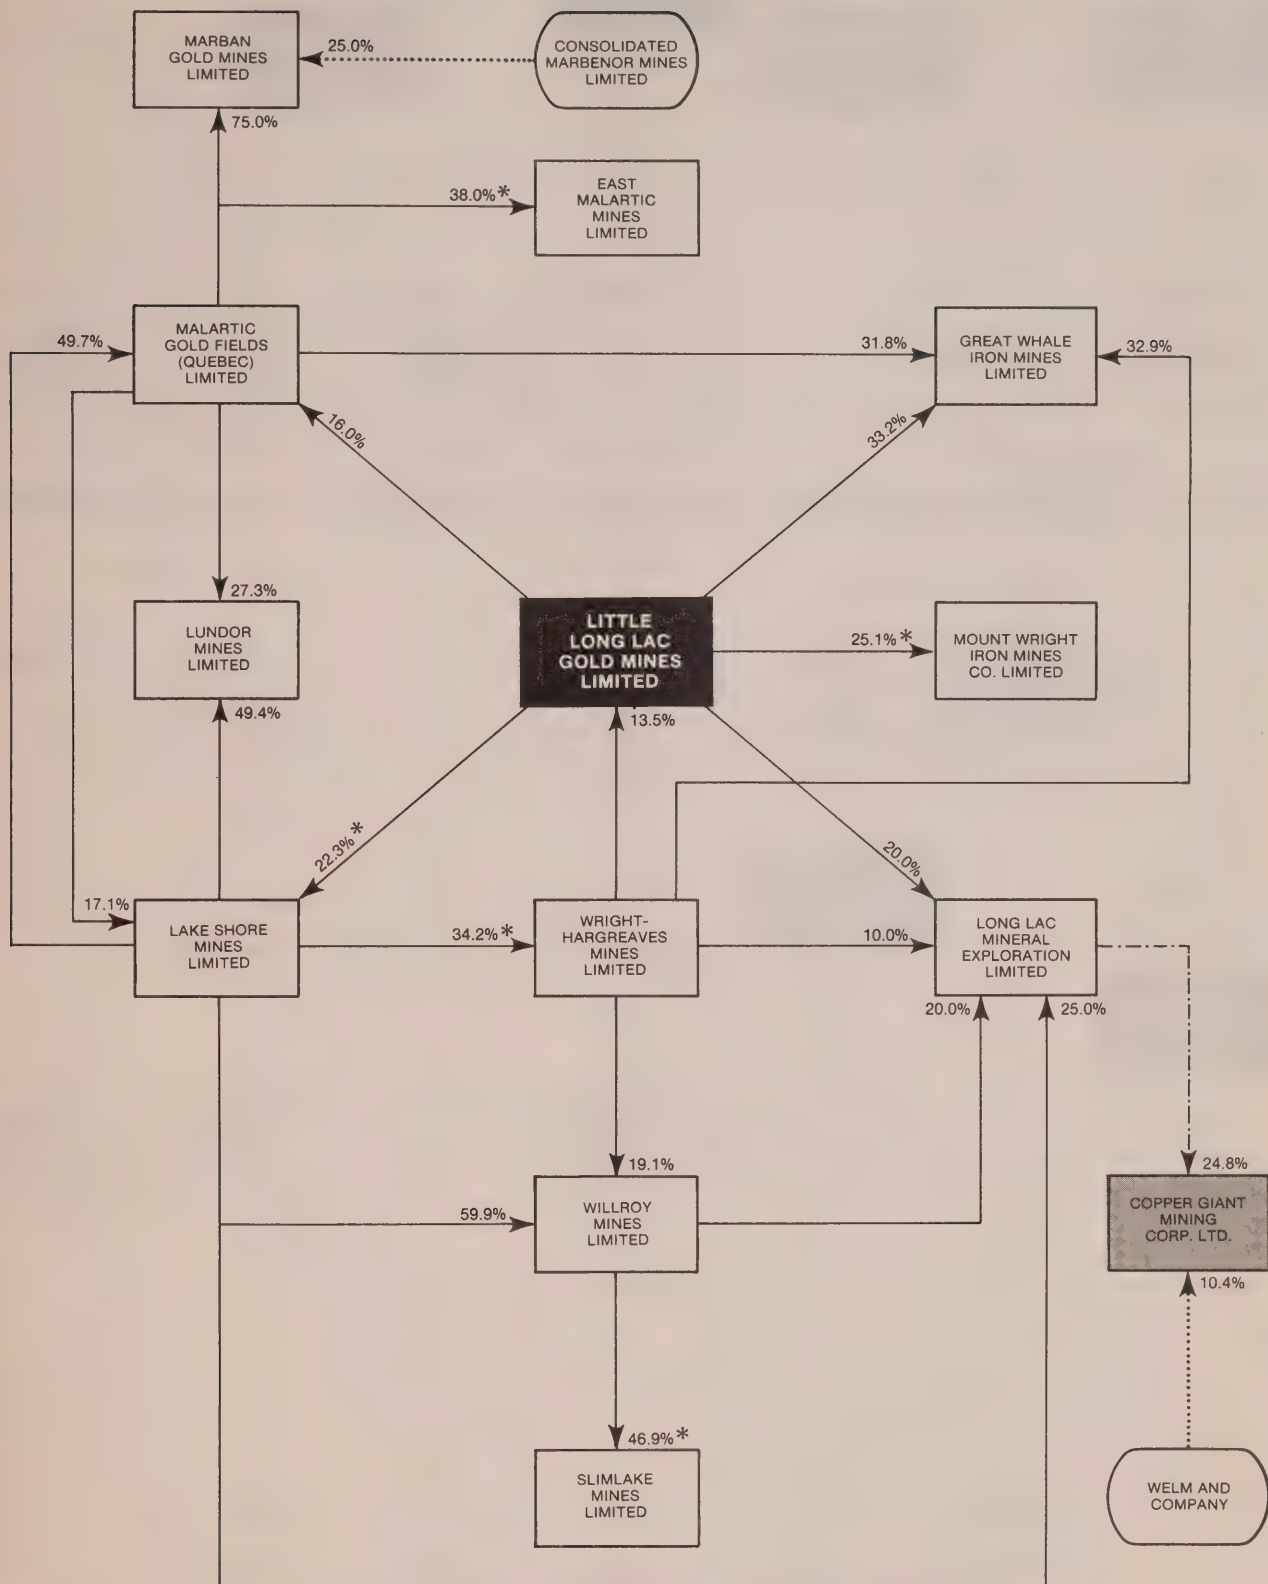 MARBAN
GOLD MINES
LIMITED
25.0%
CONSOLIDATED
MARBENOR MINES
LIMITED
75.0%
38.0%*
EAST
MALARTIC
MINES
LIMITED
49.7%
MALARTIC
GOLD FIELDS
(QUEBEC)
LIMITED
31.8%
GREAT WHALE
IRON MINES
LIMITED
32.9%
16.0%
33.2%
27.3%
LUNDOR
MINES
LIMITED
49.4%
LITTLE
LONG LAC
GOLD MINES
LIMITED
13.5%
25.1%*
MOUNT WRIGHT
IRON MINES
CO. LIMITED
22.3%*
20.0%
17.1%
LAKE SHORE
MINES
LIMITED
34.2%*
WRIGHT-
HARGREAVES
MINES
LIMITED
10.0%
LONG LAC
MINERAL
EXPLORATION
LIMITED
20.0%
25.0%
19.1%
59.9%
WILLROY
MINES
LIMITED
24.8%
COPPER GIANT
MINING
CORP. LTD.
10.4%
46.9%*
SLIMLAKE
MINES
LIMITED
WELM AND
COMPANY